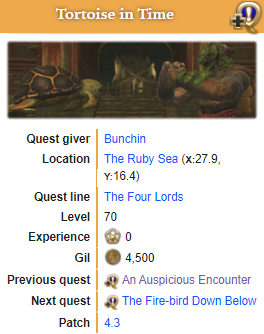 Tortoise in Time
Quest giver Bunchin
Location The Ruby Sea (X:27.9,
Y:16.4)
Quest line The Four Lords
Level 70
Experience 0
Gil 4,500
Previous quest An Auspicious Encounter
Next quest The Fire-bird Down Below
Patch 4.3